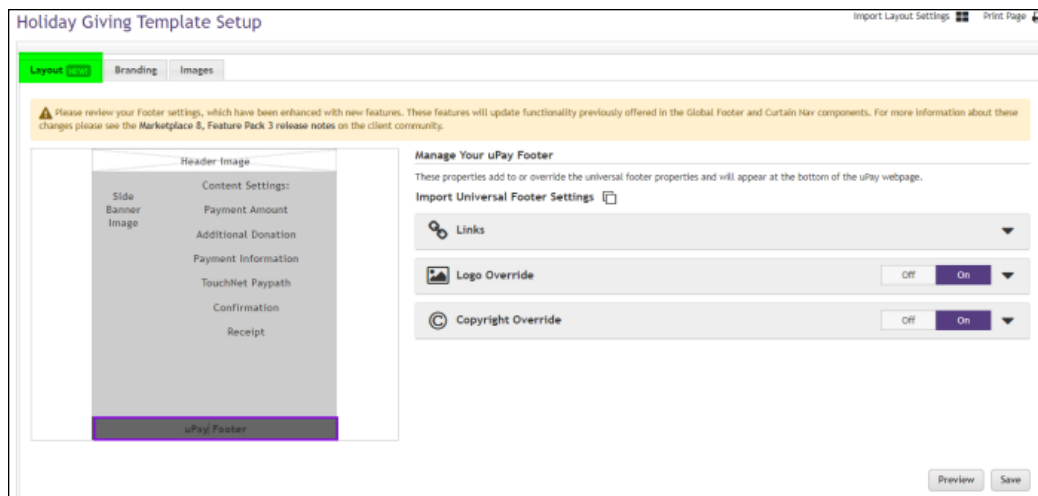 Holiday Giving Template Setup
Import Layout Settings
Print Page
Layout NEW!
Branding
Images
Please review your Footer settings, which have been enhanced with new features. These features will update functionality previously offered in the Global Footer and Curtain Nav components. For more information about these
changes please see the Marketplace 8, Feature Pack 3 release notes on the client community.
Header Image
Side
Banner
Image
Content Settings:
Payment Amount
Additional Donation
Payment Information
TouchNet Paypath
Confirmation
Receipt
uPay Footer
Manage Your uPay Footer
These properties add to or override the universal footer properties and will appear at the bottom of the uPay webpage.
Import Universal Footer Settings
Links
Logo Override
Off
On
© Copyright Override
Off
On
Preview
Save